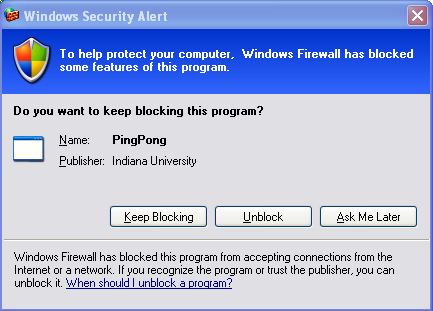 Windows Security Alert
To help protect your computer, Windows Firewall has blocked
some features of this program.
Do you want to keep blocking this program?
Name: PingPong
Publisher: Indiana University
Keep Blocking Unblock Ask Me Later
Windows Firewall has blocked this program from accepting connections from the
Internet or a network. If you recognize the program or trust the publisher, you can
unblock it. When should I unblock a program?